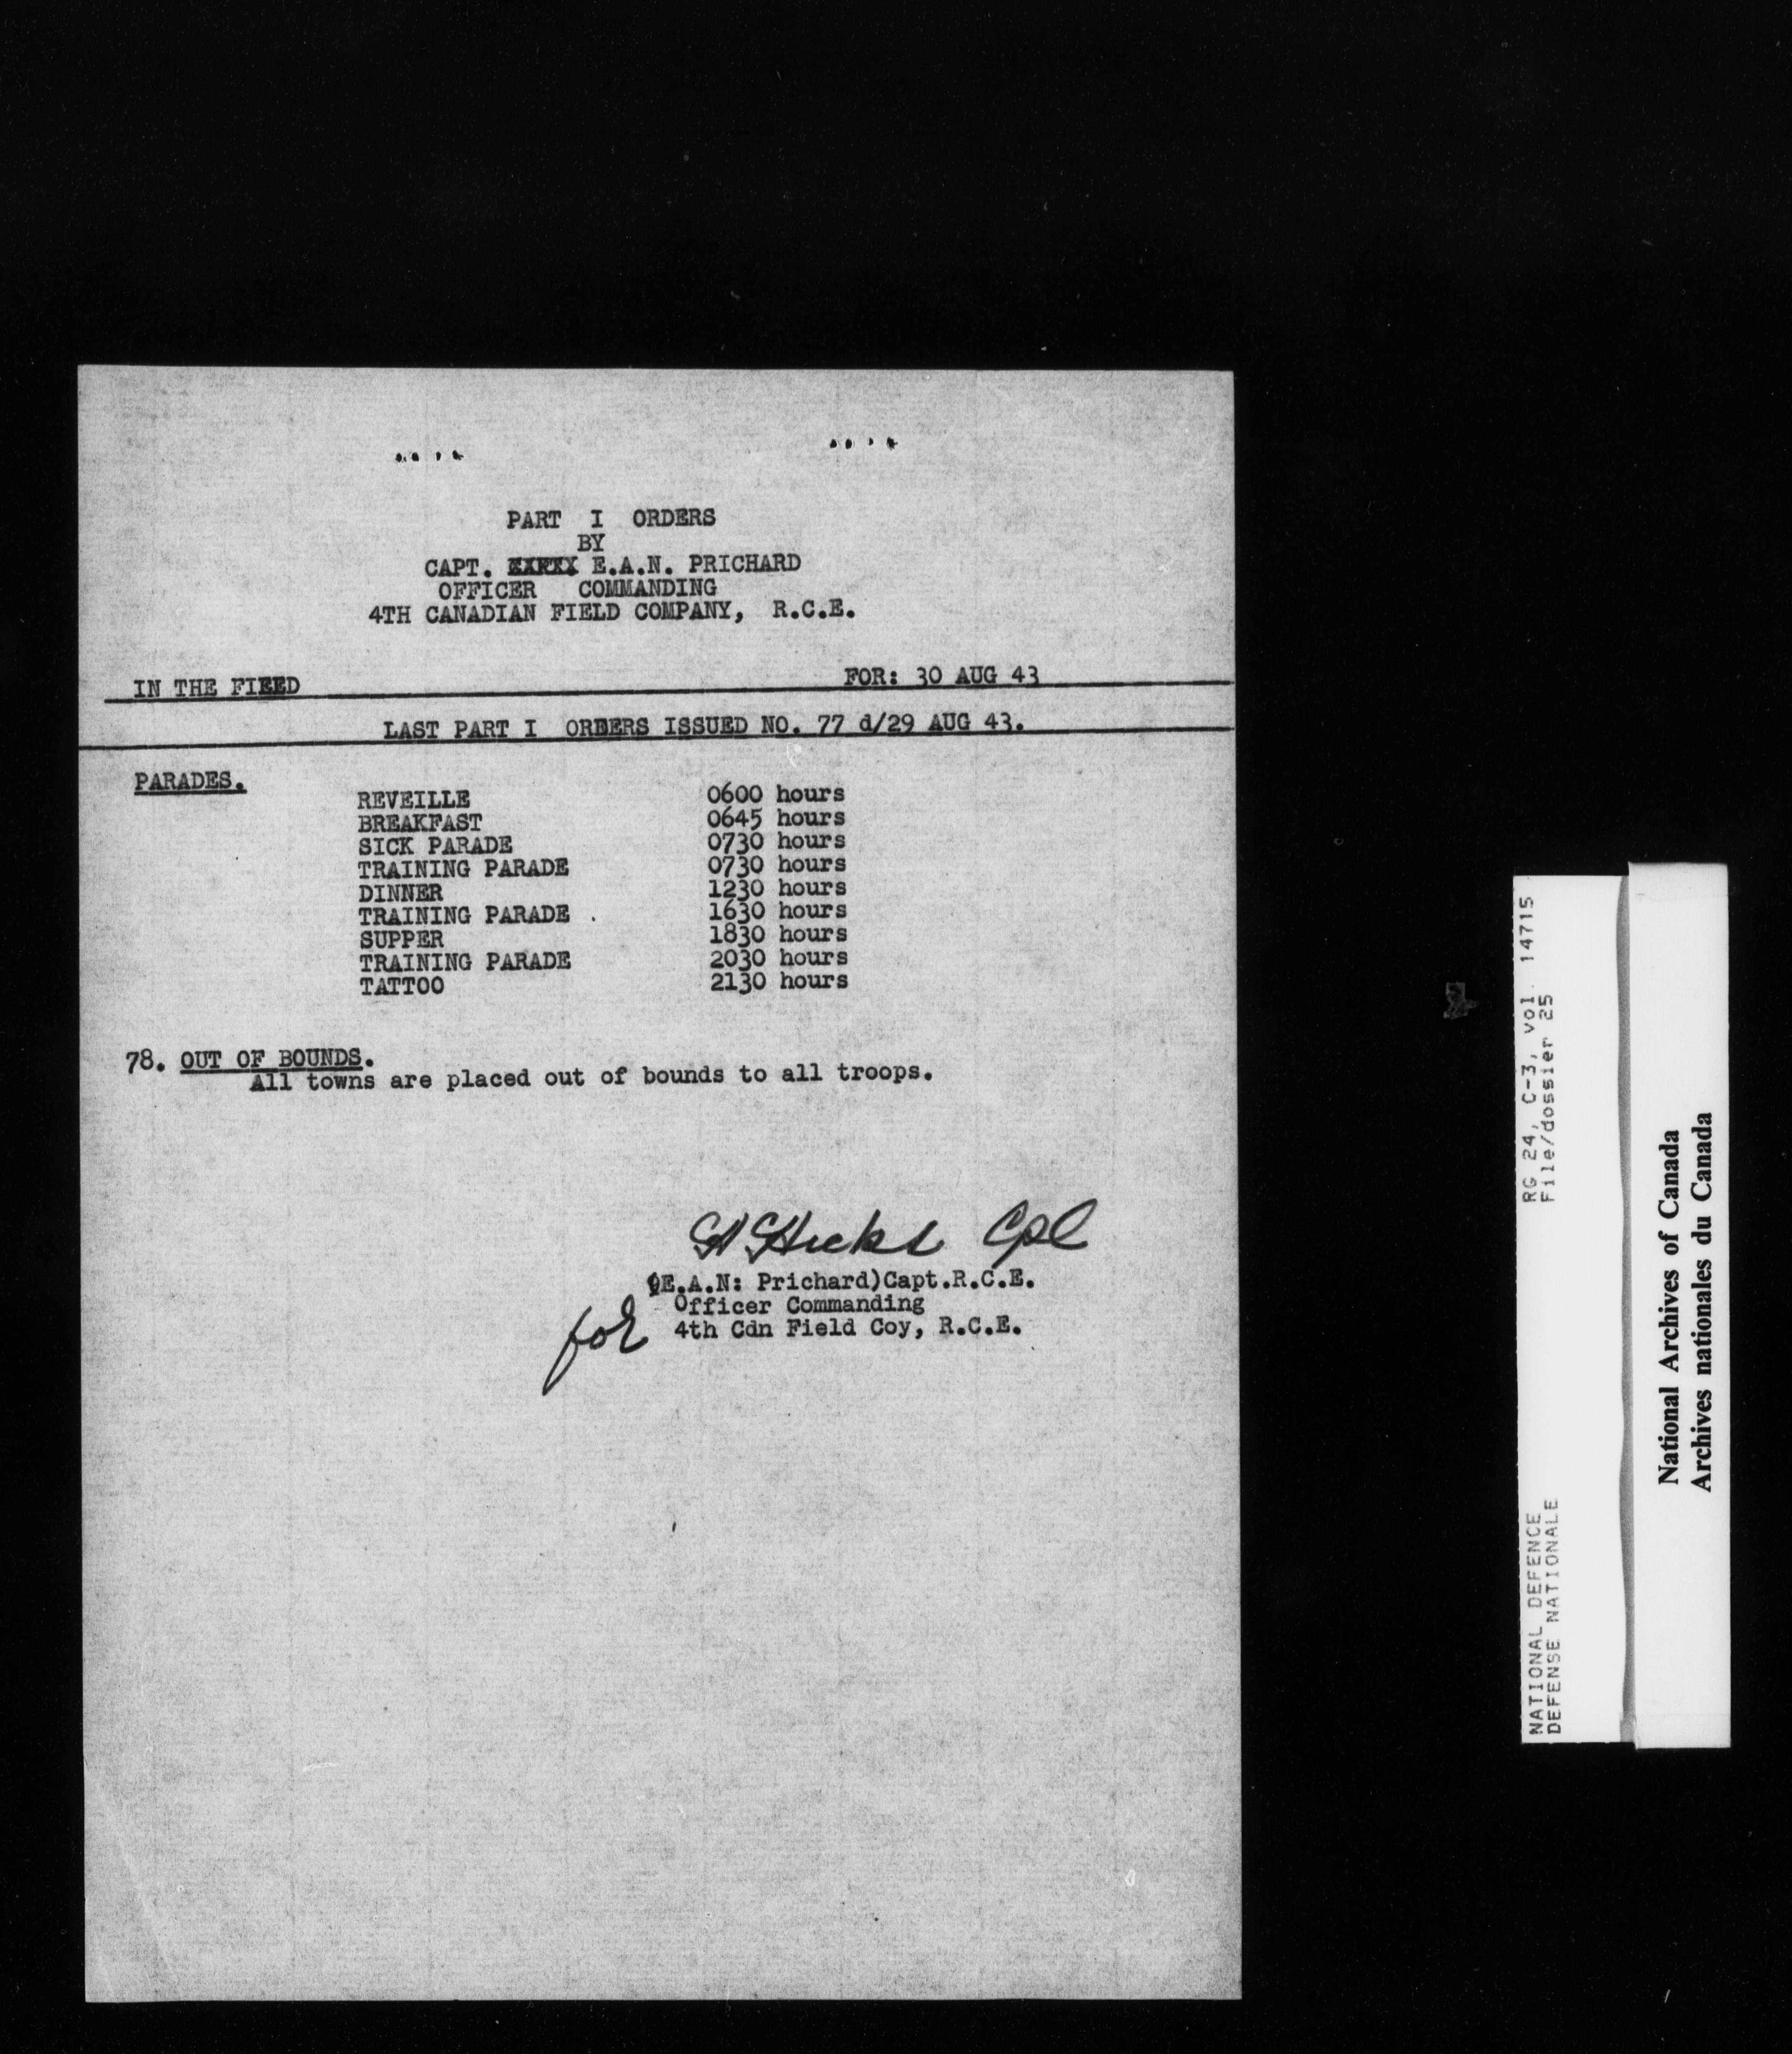 PART I ORDERS
BY
CAPT. E.A.N. PRICHARD
OFFICER COMMANDING
4TH CANADIAN FIELD COMPANY, R.C.E.
IN THE FIEED
FOR: 30 AUG 43
LAST PART I ORDERS ISSUED NO. 77 d/29 AUG 43.
PARADES.
REVEILLE 0600 hours
BREAKFAST 0645 hours
SICK PARADE 0730 hours
TRAINING PARADE 0730 hours
DINNER 1230 hours
TRAINING PARADE . 1630 hours
SUPPER 1830 hours
TRAINING PARADE 2030 hours
TATTOO 2130 hours
78. OUT OF BOUNDS.
All towns are placed out of bounds to all troops.
Hicks Cpl
(E.A.N: Prichard)Capt.R.C.E.
Officer Commanding
for 4th Cdn Field Coy, R.C.E.
RG 24, C-3, vol. 14715
File/dossier 25
NATIONAL DEFENCE
DEFENSE NATIONALE
National Archives of Canada
Archives nationales du Canada